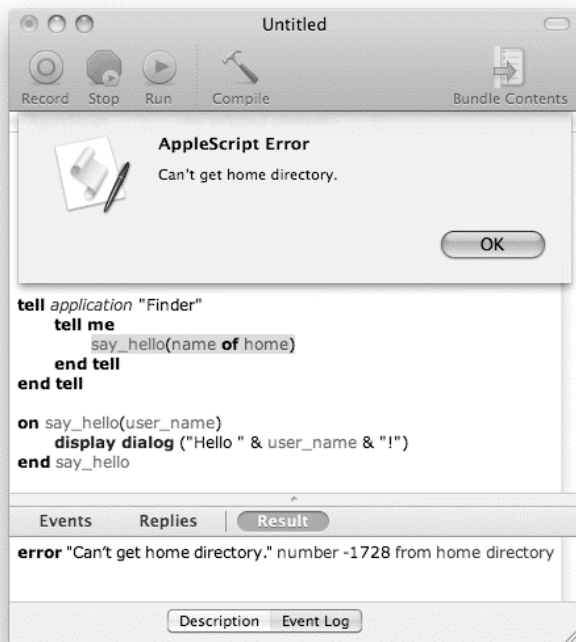 Untitled
Record Stop Run Compile Bundle Contents
AppleScript Error
Can't get home directory.
OK
tell application "Finder"
tell me
say_hello(name of home)
end tell
end tell
on say_hello(user_name)
display dialog ("Hello " & user_name & "!")
end say_hello
Events Replies Result
error "Can't get home directory." number -1728 from home directory
Description Event Log